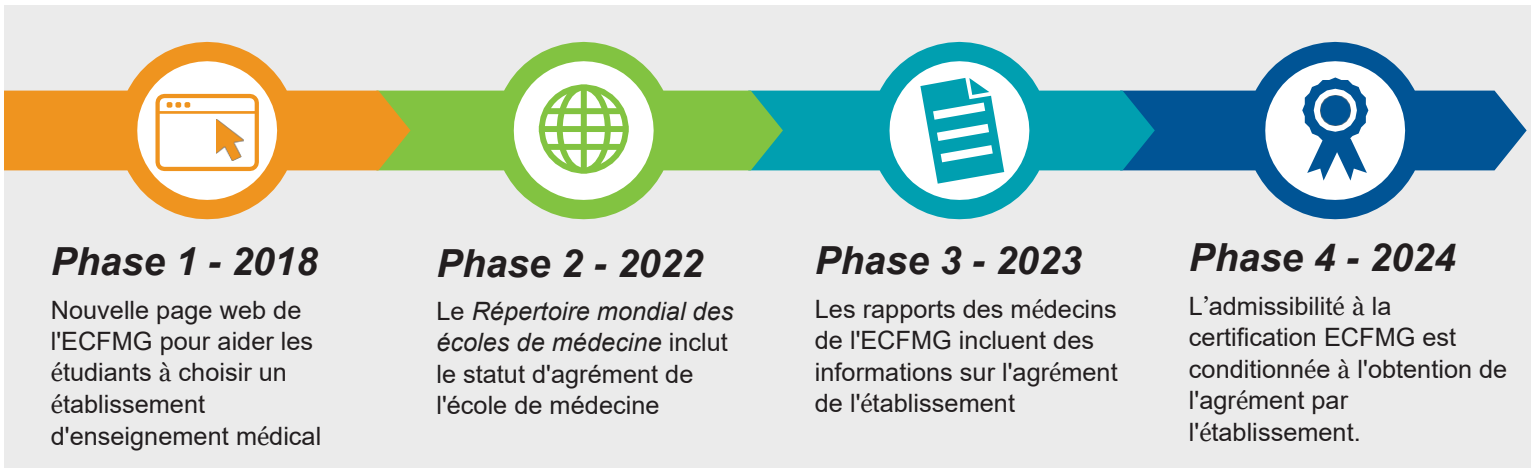 Phase 1 - 2018
Nouvelle page web de
l'ECFMG pour aider les
étudiants à choisir un
établissement
d'enseignement médical
Phase 2 - 2022
Le Répertoire mondial des
écoles de médecine inclut
le statut d'agrément de
l'école de médecine
Phase 3 - 2023
Les rapports des médecins
de l'ECFMG incluent des
informations sur l'agrément
de l'établissement
Phase 4 - 2024
L’admissibilité à la
certification ECFMG est
conditionnée à l'obtention de
l'agrément par
l'établissement.